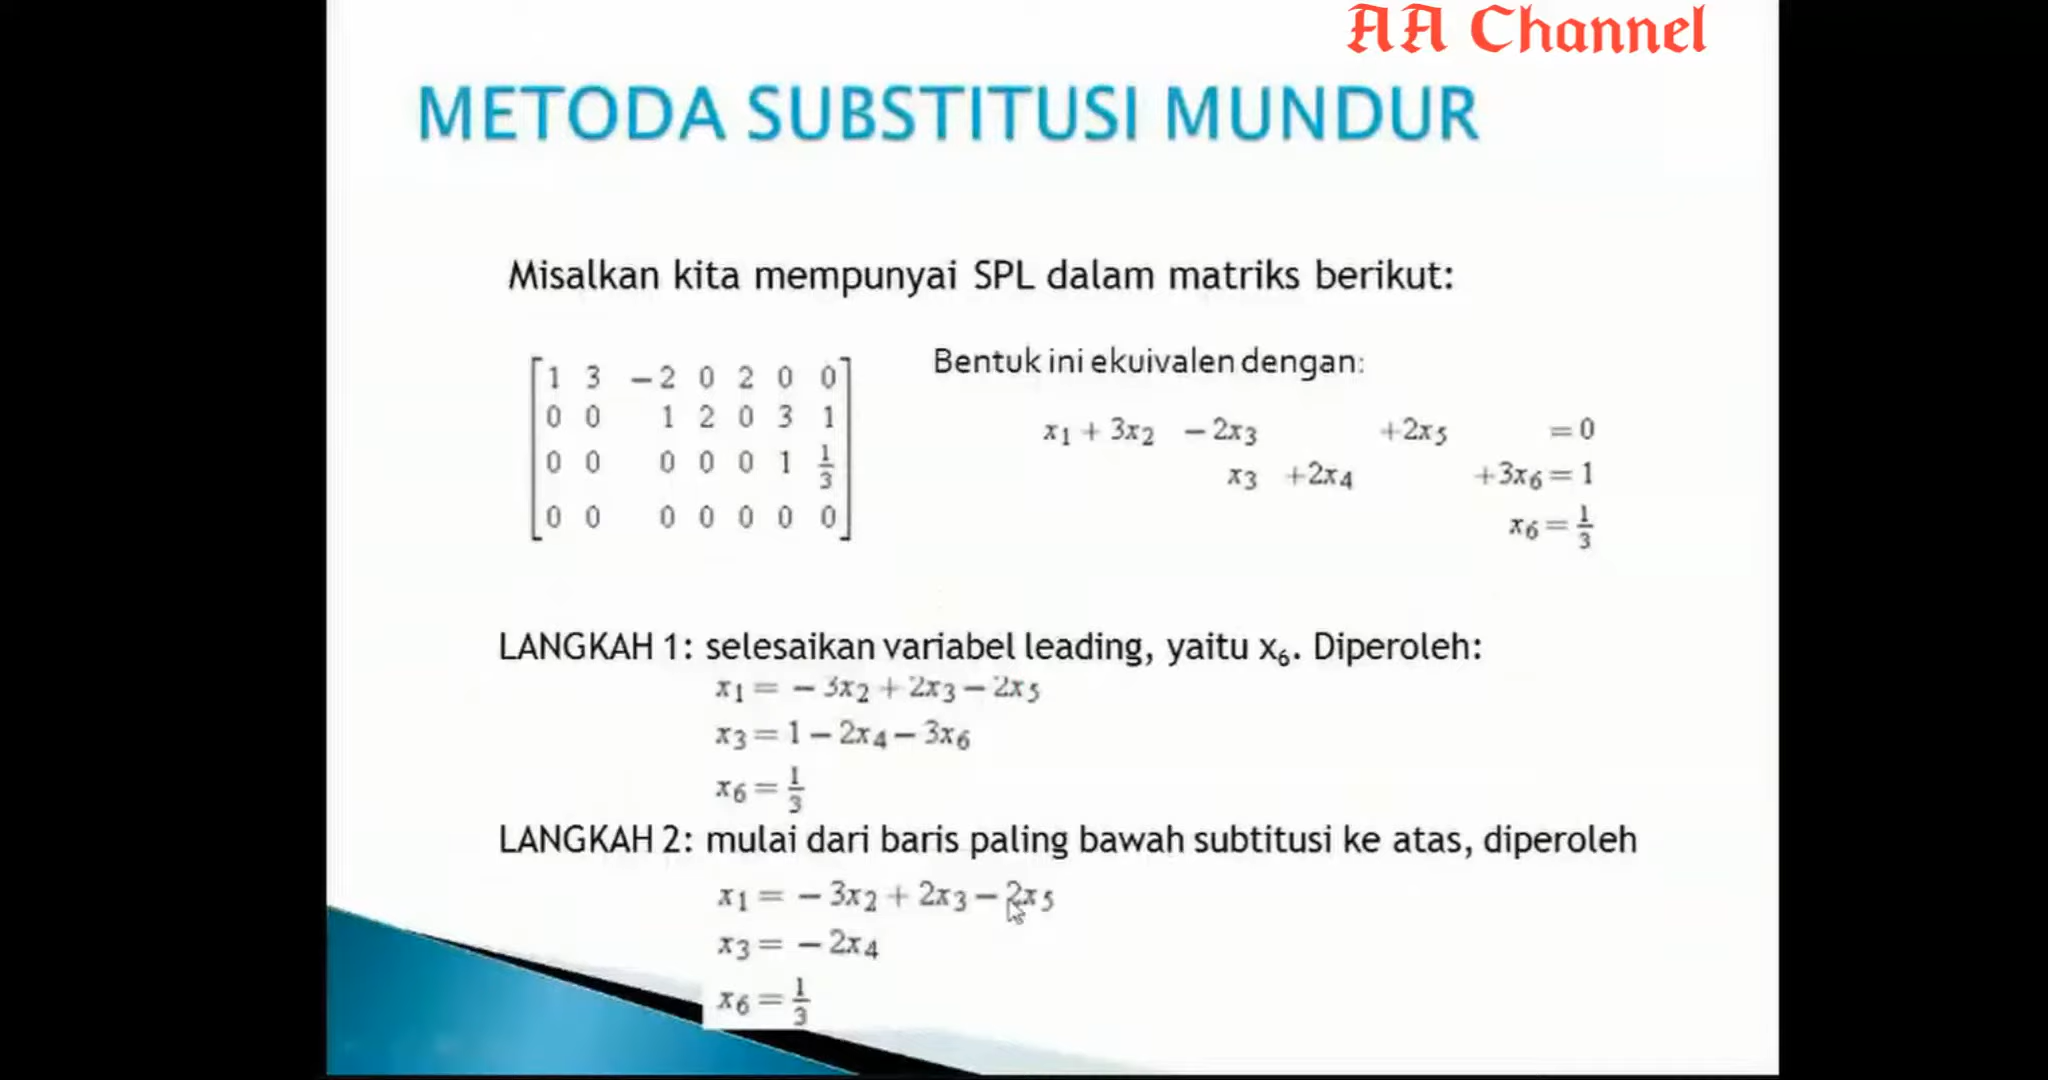 AA Channel
METODA SUBSTITUSI MUNDUR
Misalkan kita mempunyai SPL dalam matriks berikut:
1 3 −2 0 2 0 0
0 0 1 2 0 3 1
0 0 0 0 0 1 1/3
0 0 0 0 0 0 0
Bentuk ini ekuivalen dengan:
x₁ + 3x₂ − 2x₃ +2x₅ = 0
x₃ +2x₄ +3x₆ = 1
x₆ = 1/3
LANGKAH 1: selesaikan variabel leading, yaitu x₆. Diperoleh:
x₁ = − 3x₂ + 2x₃ − 2x₅
x₃ = 1 − 2x₄ − 3x₆
x₆ = 1/3
LANGKAH 2: mulai dari baris paling bawah subtitusi ke atas, diperoleh
x₁ = − 3x₂ + 2x₃ − 2x₅
x₃ = − 2x₄
x₆ = 1/3